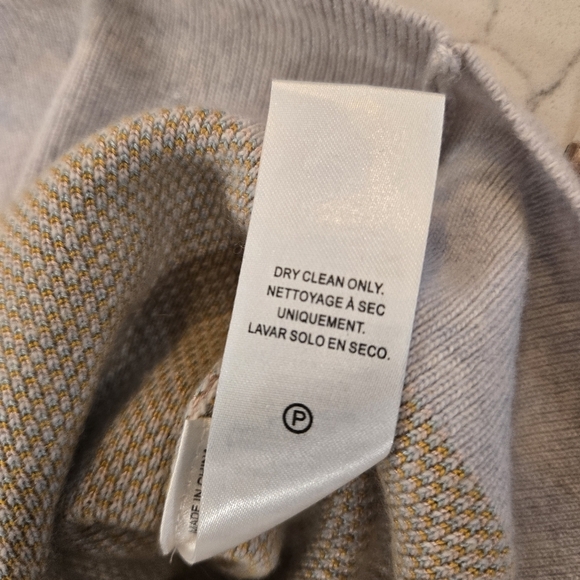 DRY CLEAN ONLY.
NETTOYAGE À SEC
UNIQUEMENT.
LAVAR SOLO EN SECO.
P
MADE IN CHINA